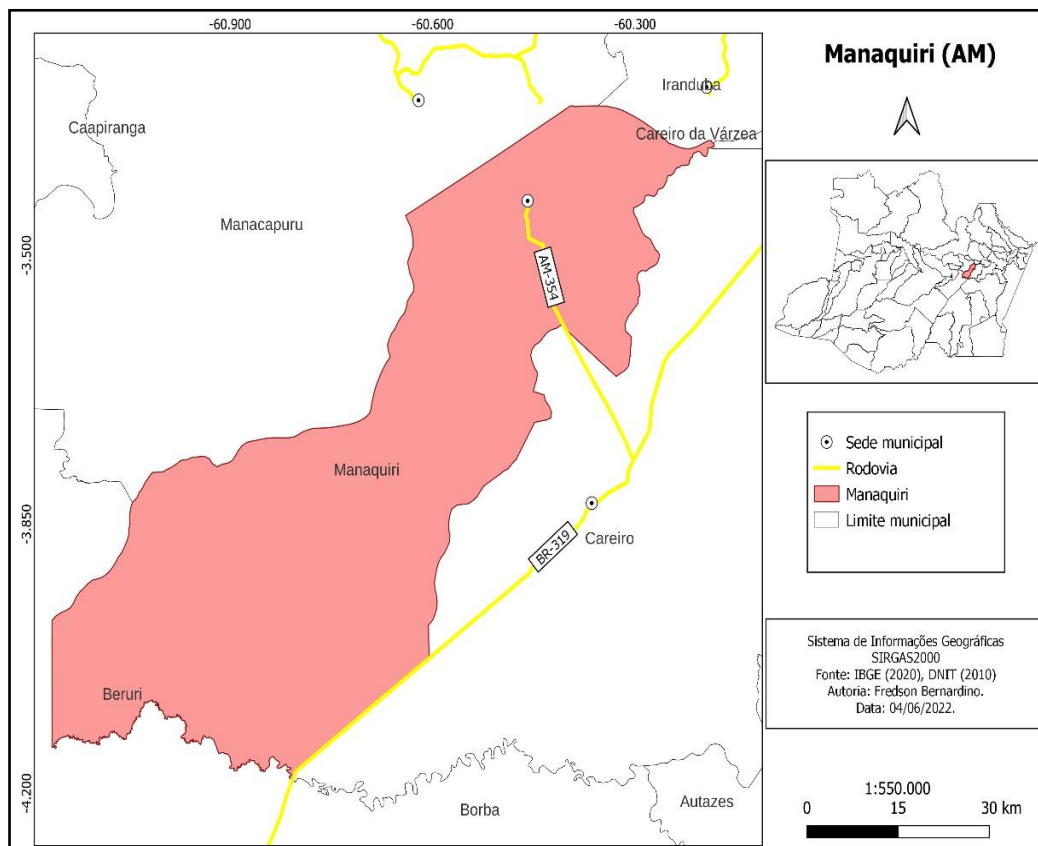 -60.900
-60.600
-60.300
Manaquiri (AM)
Iranduba
Caapiranga
Careiro da Várzea
Manacapuru
-3.500
AM-354
Sede municipal
Rodovia
Manaquiri
Manaquiri
Limite municipal
-3.850
Careiro
BR-319
Sistema de Informações Geográficas
SIRGAS2000
Fonte: IBGE (2020), DNIT (2010)
Autoria: Fredson Bernardino.
Data: 04/06/2022.
Beruri
-4.200
Borba
Autazes
1:550.000
0 15 30 km